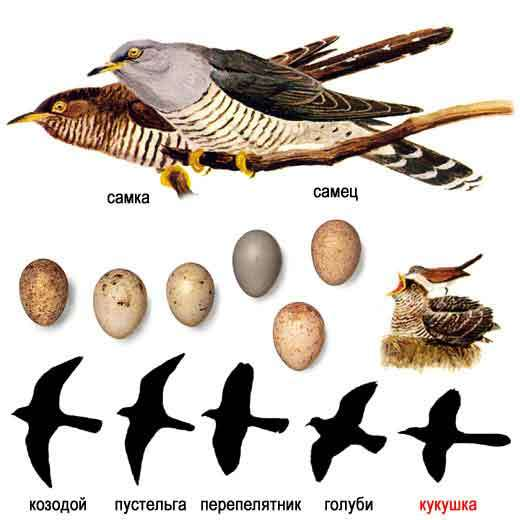 самка
самец
козодой
пустельга
перепелятник
голуби
кукушка